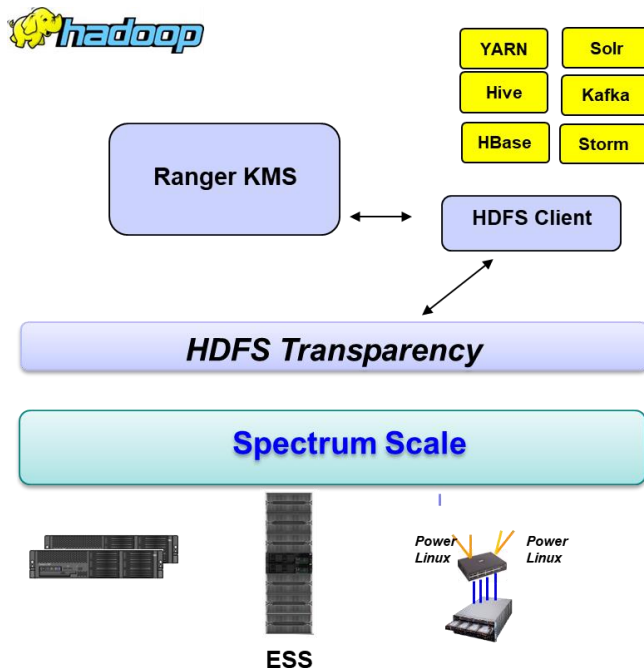 hadoop
YARN
Solr
Hive
Kafka
HBase
Storm
Ranger KMS
HDFS Client
HDFS Transparency
Spectrum Scale
Power
Linux
Power
Linux
ESS